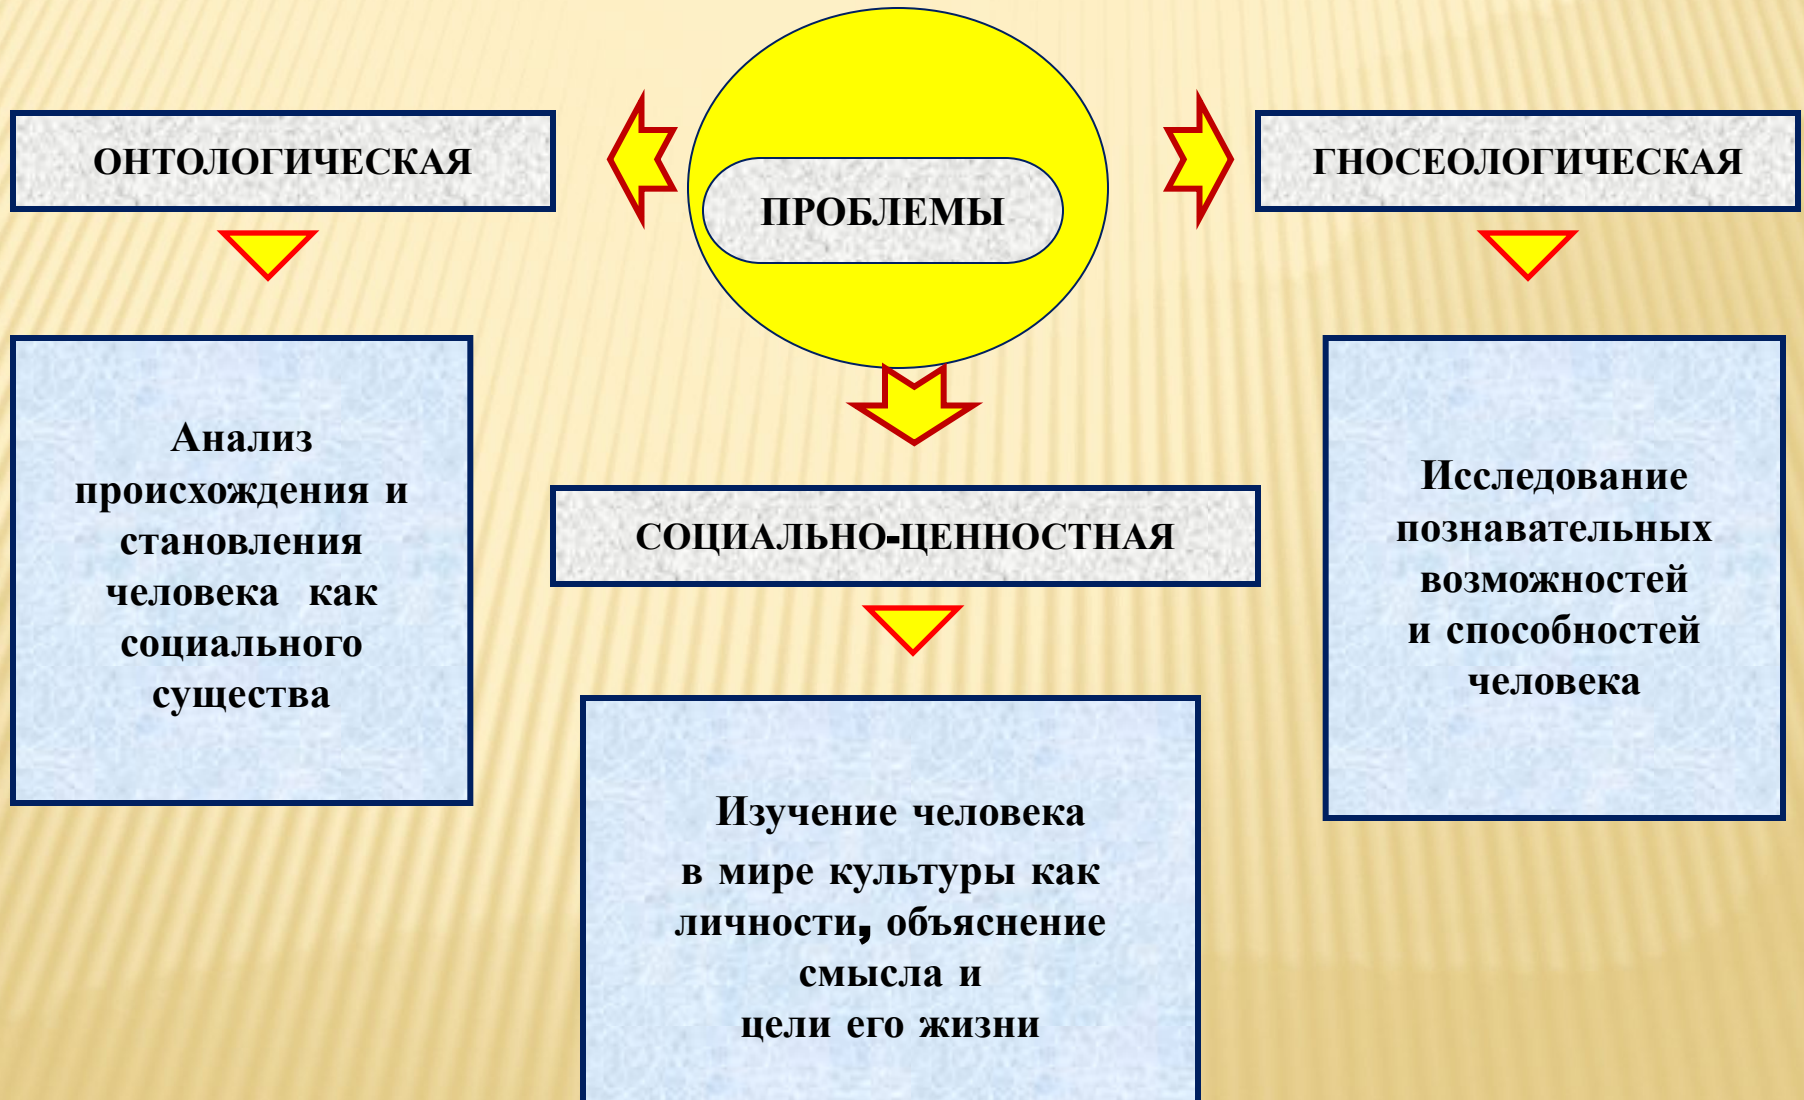 ПРОБЛЕМЫ
ОНТОЛОГИЧЕСКАЯ
Анализ
происхождения и
становления
человека как
социального
существа
СОЦИАЛЬНО-ЦЕННОСТНАЯ
Изучение человека
в мире культуры как
личности, объяснение
смысла и
цели его жизни
ГНОСЕОЛОГИЧЕСКАЯ
Исследование
познавательных
возможностей
и способностей
человека